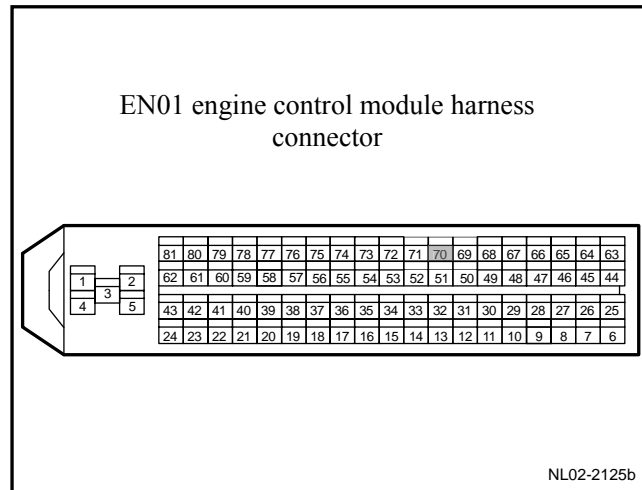 EN01 engine control module harness
connector
81 80 79 78 77 76 75 74 73 72 71 70 69 68 67 66 65 64 63
1 2
62 61 60 59 58 57 56 55 54 53 52 51 50 49 48 47 46 45 44
3
4 5
43 42 41 40 39 38 37 36 35 34 33 32 31 30 29 28 27 26 25
24 23 22 21 20 19 18 17 16 15 14 13 12 11 10 9 8 7 6
NL02-2125b